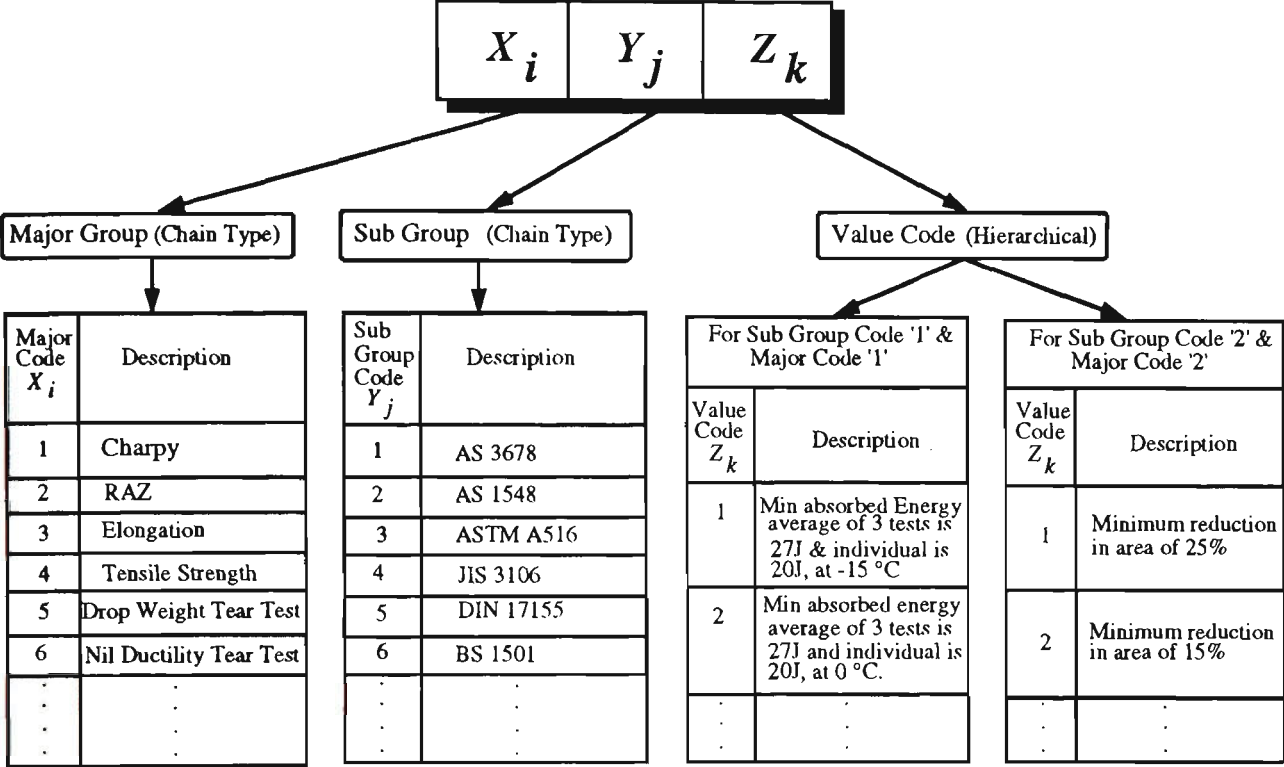 X i Y j Z k
Major Group (Chain Type)
Sub Group (Chain Type)
Value Code (Hierarchical)
Major
Code
X i
Description
1 Charpy
2 RAZ
3 Elongation
4 Tensile Strength
5 Drop Weight Tear Test
6 Nil Ductility Tear Test
Sub
Group
Code
Y j
Description
1 AS 3678
2 AS 1548
3 ASTM A516
4 JIS 3106
5 DIN 17155
6 BS 1501
For Sub Group Code '1' &
Major Code '1'
Value
Code
Z k
Description
1
Min absorbed Energy
average of 3 tests is
27J & individual is
20J, at -15 °C
2
Min absorbed energy
average of 3 tests is
27J and individual is
20J, at 0 °C.
For Sub Group Code '2' &
Major Code '2'
Value
Code
Z k
Description
1
Minimum reduction
in area of 25%
2
Minimum reduction
in area of 15%